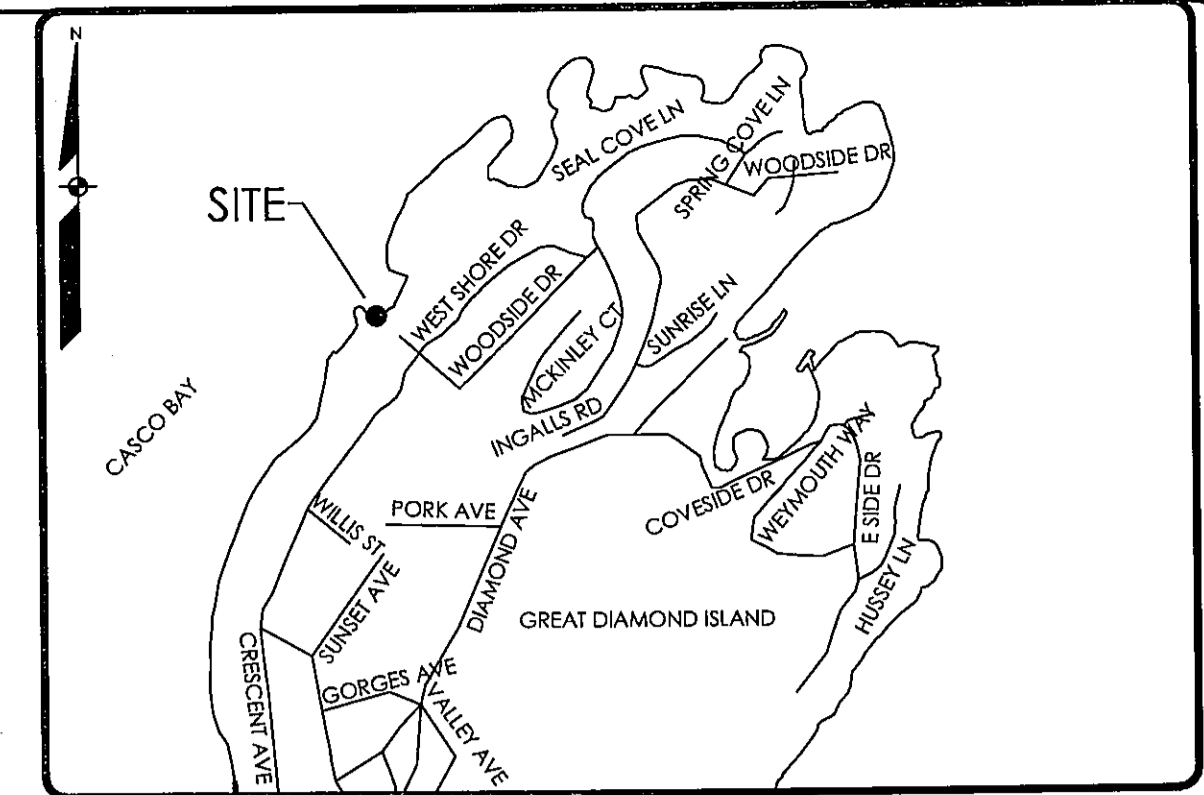 N
SEAL COVE LN
SPRING COVE LN
WOODSIDE DR
SITE
WEST SHORE DR
WOODSIDE DR
MCKINLEY CT
SUNRISE LN
INGALLS RD
CASCO BAY
COVESIDE DR
WEYMOUTH WAY
E SIDE DR
HUSSEY LN
PORK AVE
WILLIS ST
DIAMOND AVE
SUNSET AVE
GREAT DIAMOND ISLAND
CRESCENT AVE
GORGES AVE
VALLEY AVE